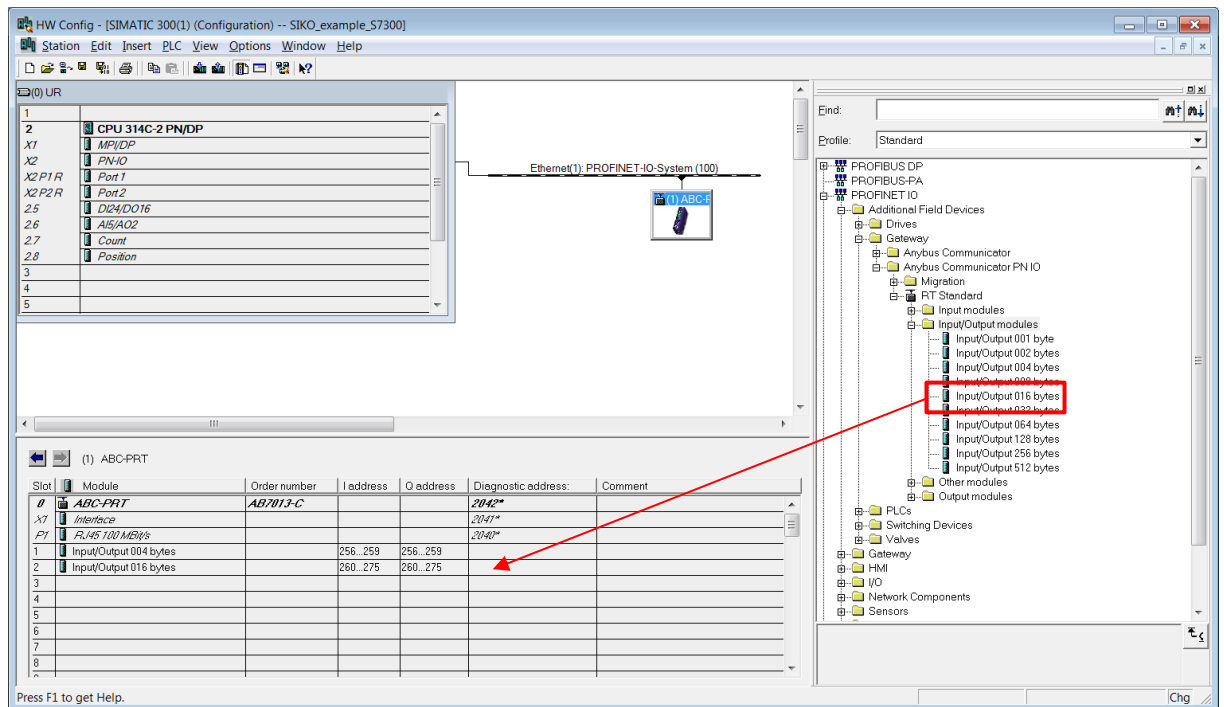 HW Config - [SIMATIC 300(1) (Configuration) -- SIKO_example_S7300]
Station Edit Insert PLC View Options Window Help
(0) UR
1
2 CPU 314C-2 PN/DP
X1 MPI/DP
X2 PN-IO
X2 P1 R Port 1
X2 P2 R Port 2
2.5 DI24/DO16
2.6 AI5/AO2
2.7 Count
2.8 Position
3
4
5
Ethernet(1): PROFINET-IO-System (100)
(1) ABC-F
Find:
Profile: Standard
PROFIBUS DP
PROFIBUS-PA
PROFINET IO
Additional Field Devices
Drives
Gateway
Anybus Communicator
Anybus Communicator PN IO
Migration
RT Standard
Input modules
Input/Output modules
Input/Output 001 byte
Input/Output 002 bytes
Input/Output 004 bytes
Input/Output 008 bytes
Input/Output 016 bytes
Input/Output 032 bytes
Input/Output 064 bytes
Input/Output 128 bytes
Input/Output 256 bytes
Input/Output 512 bytes
Other modules
Output modules
PLCs
Switching Devices
Valves
Gateway
HMI
I/O
Network Components
Sensors
(1) ABC-PRT
Slot Module Order number I address Q address Diagnostic address: Comment
0 ABC-PRT AB7013-C 2042*
X1 Interface 2041*
P1 RJ45 100 MBit/s 2040*
1 Input/Output 004 bytes 256...259 256...259
2 Input/Output 016 bytes 260...275 260...275
3
4
5
6
7
8
Press F1 to get Help.
Chg